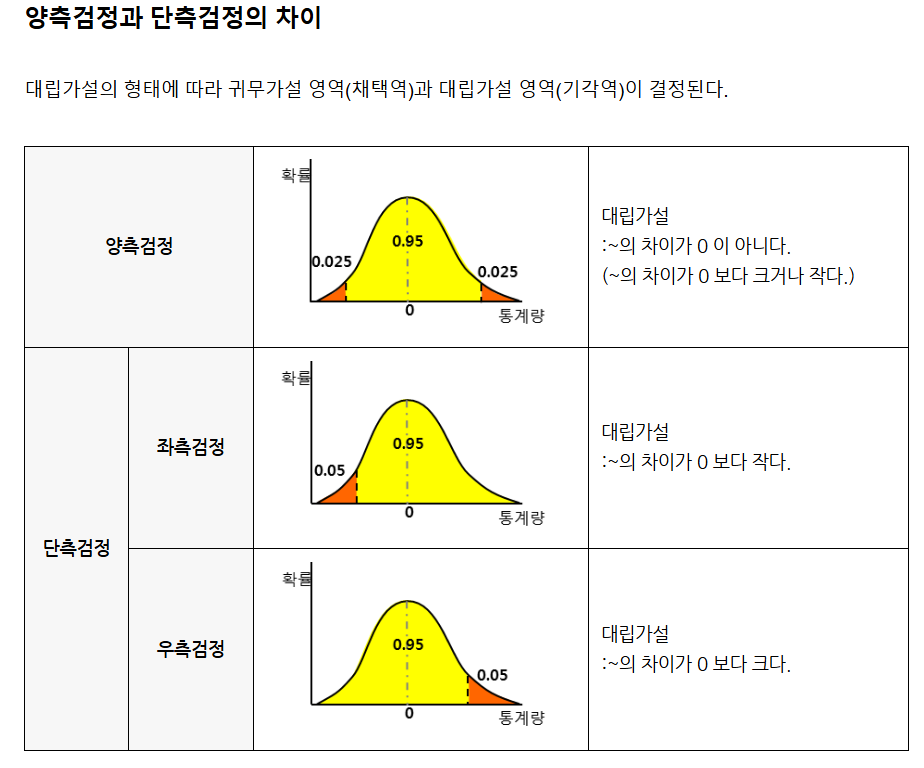 양측검정과 단측검정의 차이
대립가설의 형태에 따라 귀무가설 영역(채택역)과 대립가설 영역(기각역)이 결정된다.
양측검정
확률
0.95
0.025
0.025
0
통계량
대립가설
:~의 차이가 0 이 아니다.
(~의 차이가 0 보다 크거나 작다.)
단측검정
좌측검정
확률
0.95
0.05
0
통계량
대립가설
:~의 차이가 0 보다 작다.
우측검정
확률
0.95
0.05
0
통계량
대립가설
:~의 차이가 0 보다 크다.